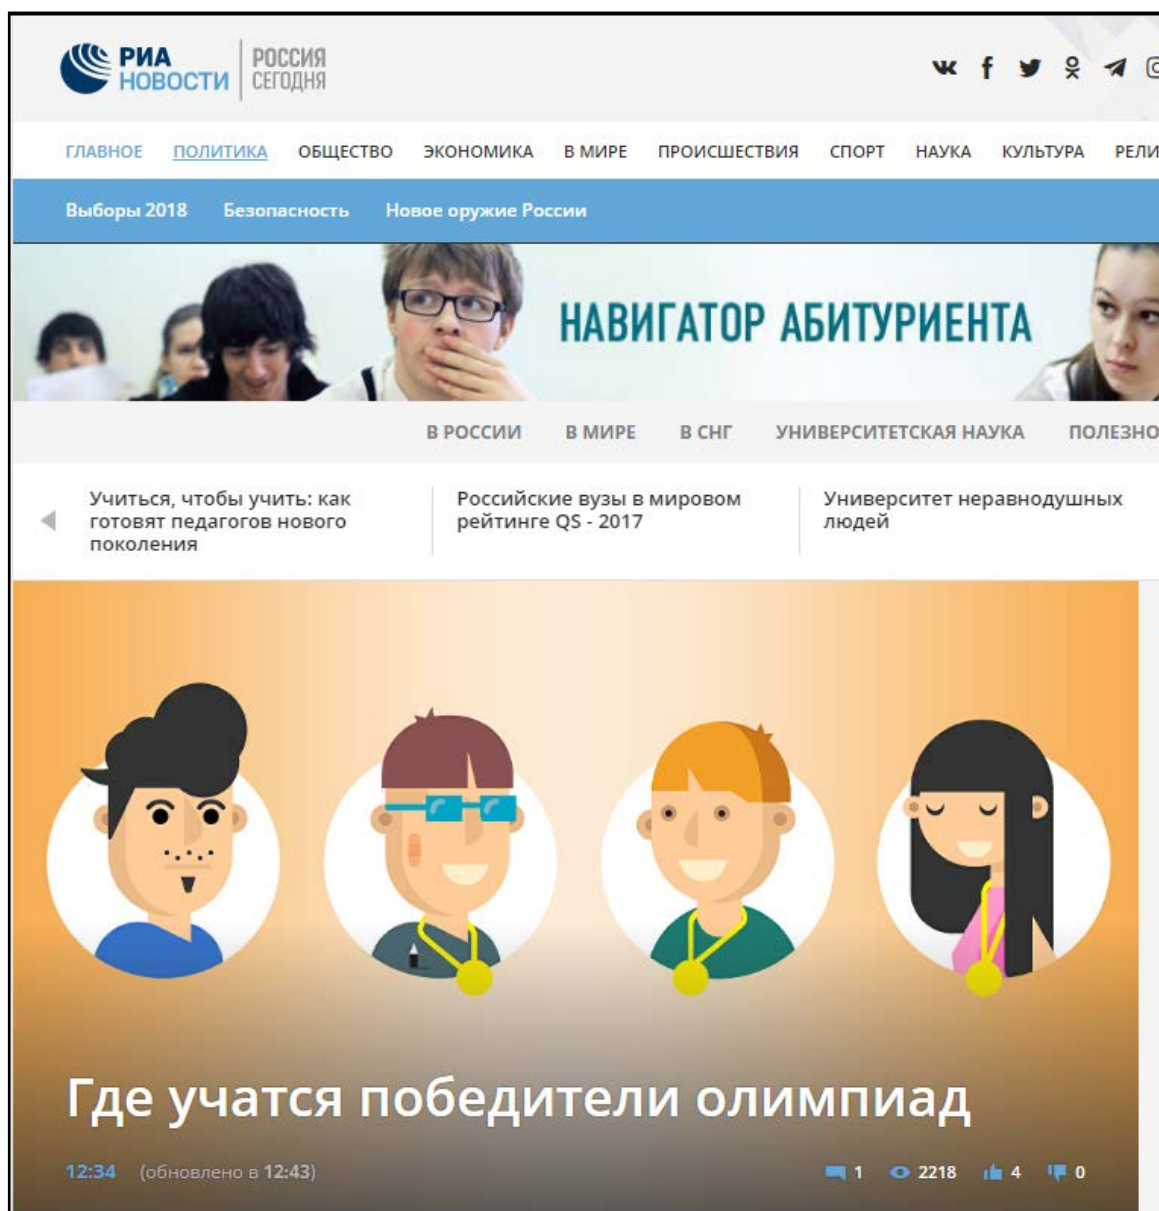 РИА
НОВОСТИ
РОССИЯ
СЕГОДНЯ
ГЛАВНОЕ ПОЛИТИКА ОБЩЕСТВО ЭКОНОМИКА В МИРЕ ПРОИСШЕСТВИЯ СПОРТ НАУКА КУЛЬТУРА РЕЛИ
Выборы 2018 Безопасность Новое оружие России
НАВИГАТОР АБИТУРИЕНТА
В РОССИИ В МИРЕ В СНГ УНИВЕРСИТЕТСКАЯ НАУКА ПОЛЕЗНО
Учиться, чтобы учить: как
готовят педагогов нового
поколения
Российские вузы в мировом
рейтинге QS - 2017
Университет неравнодушных
людей
Где учатся победители олимпиад
12:34 (обновлено в 12:43) 1 2218 4 0